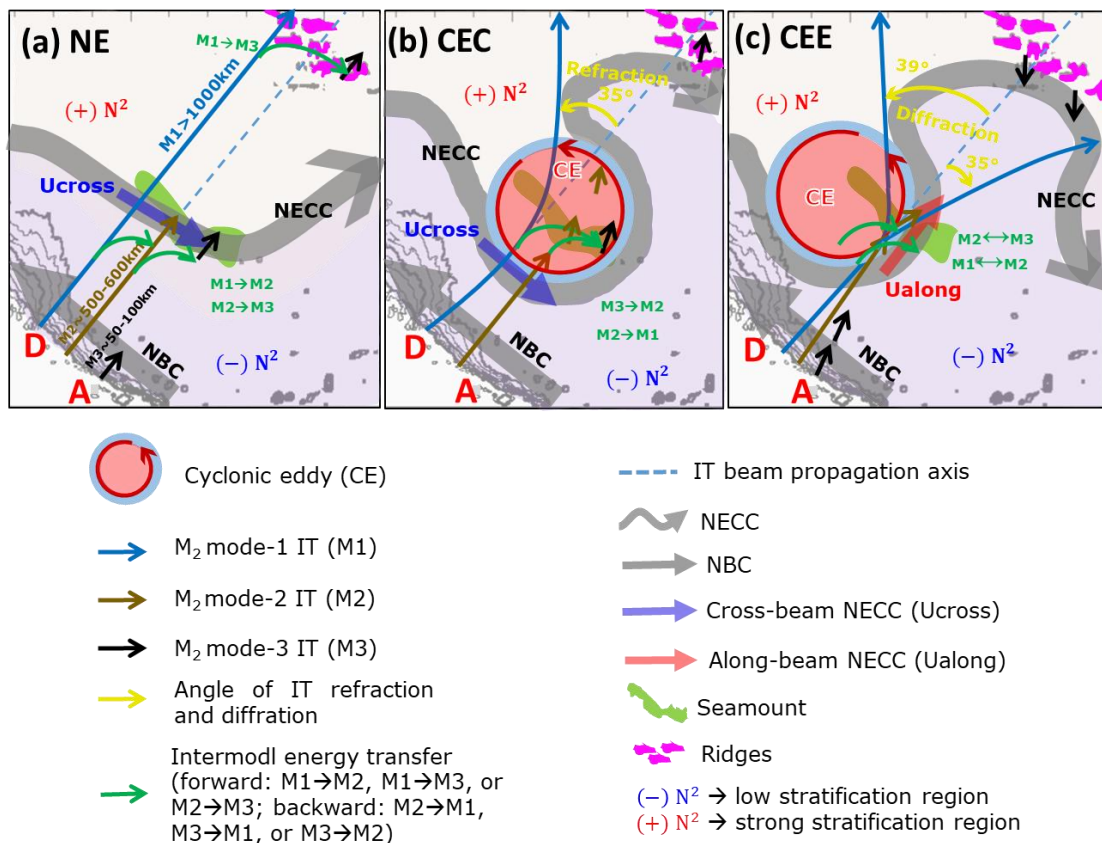 (a) NE
M1→M3
(+) N²
M1>1000km
Ucross
NECC
M2~500-600km
M3~50-100km
M1→M2
M2→M3
D
A
NBC
(−) N²
(b) CEC
Refraction
35°
(+) N²
NECC
CE
Ucross
M3→M2
M2→M1
D
A
NBC
(−) N²
(c) CEE
39°
(+) N²
Diffraction
35°
CE
NECC
M2↔M3
M1↔M2
Ualong
D
A
NBC
(−) N²
Cyclonic eddy (CE)
M₂ mode-1 IT (M1)
M₂ mode-2 IT (M2)
M₂ mode-3 IT (M3)
Angle of IT refraction
and diffration
Intermodl energy transfer
(forward: M1→M2, M1→M3, or
M2→M3; backward: M2→M1,
M3→M1, or M3→M2)
IT beam propagation axis
NECC
NBC
Cross-beam NECC (Ucross)
Along-beam NECC (Ualong)
Seamount
Ridges
(−) N² → low stratification region
(+) N² → strong stratification region